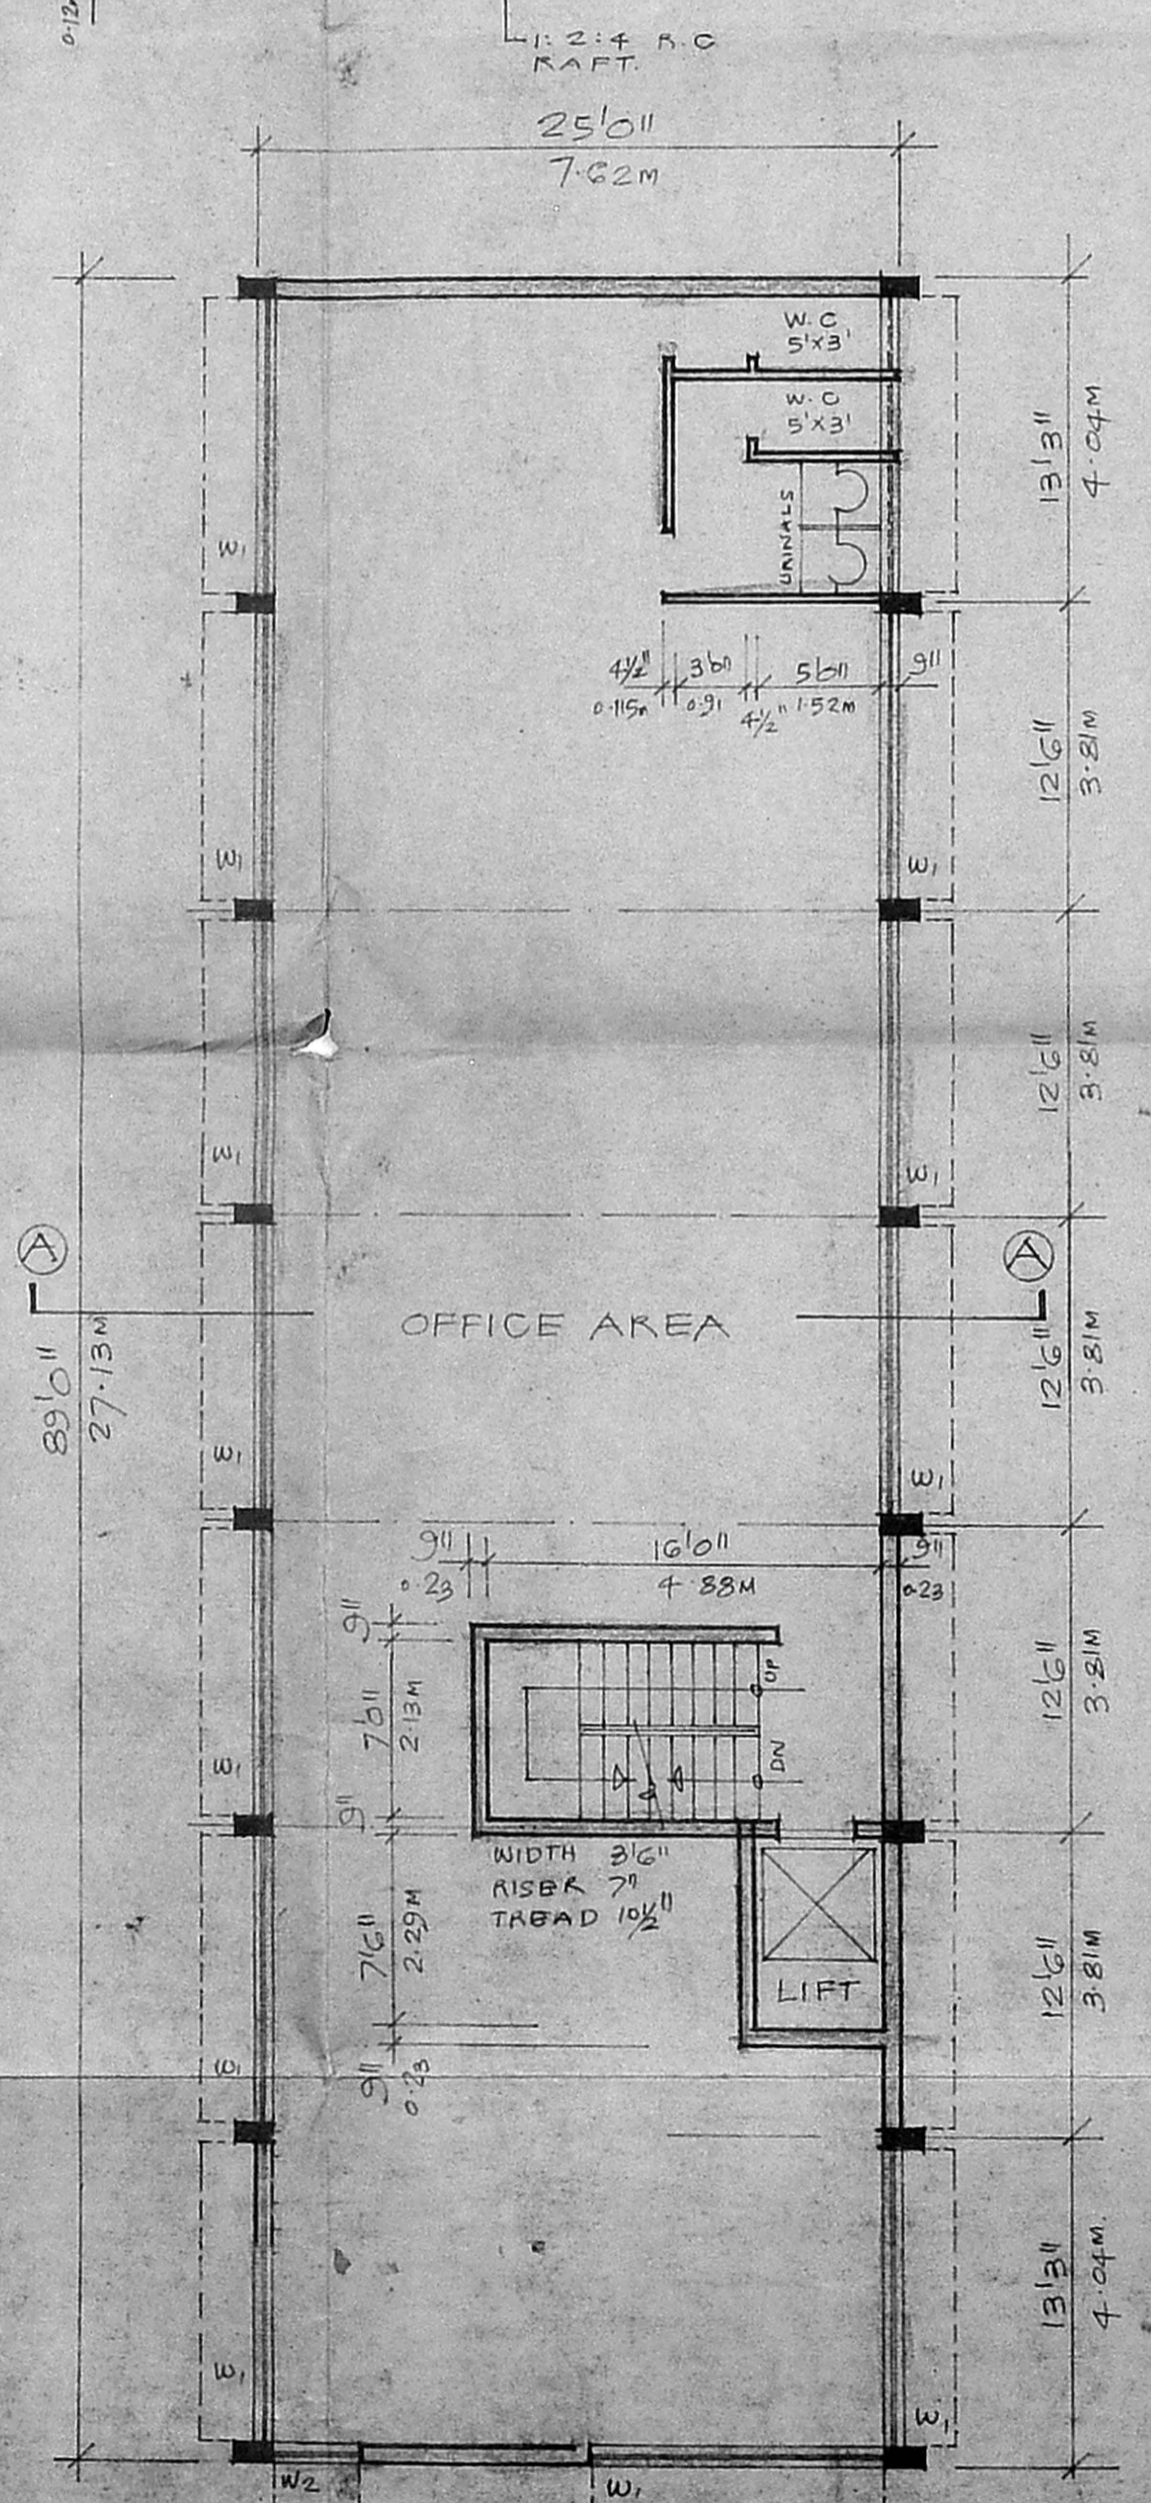 1:2:4 R.C
RAFT.
25'0"
7.62M
W.C
5'X3'
W.C
5'X3'
URINALS
13'3"
4.04M
W1
4½"
3'0"
5'0"
9"
0.115M
0.91
4½"
1.52M
12'6"
3.81M
W1
W1
12'6"
3.81M
W1
W1
A
A
OFFICE AREA
89'0"
27.13M
12'6"
3.81M
W1
W1
9"
16'0"
9"
0.23
4.88M
0.23
9"
7'0"
2.13M
9"
UP
DN
12'6"
3.81M
W1
WIDTH 3'6"
RISER 7"
TREAD 10½"
7'6"
2.29M
LIFT
12'6"
3.81M
W1
9"
0.23
13'3"
4.04M.
W1
W1
W2
W1